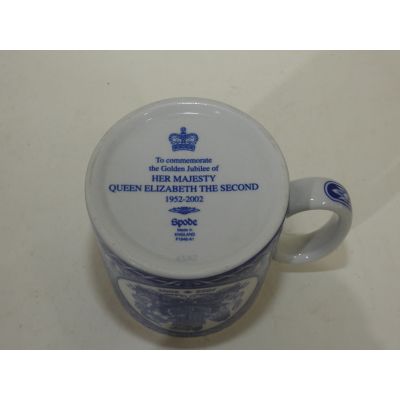 To commemorate
the Golden Jubilee of
HER MAJESTY
QUEEN ELIZABETH THE SECOND
1952-2002
Spode
MADE IN
ENGLAND